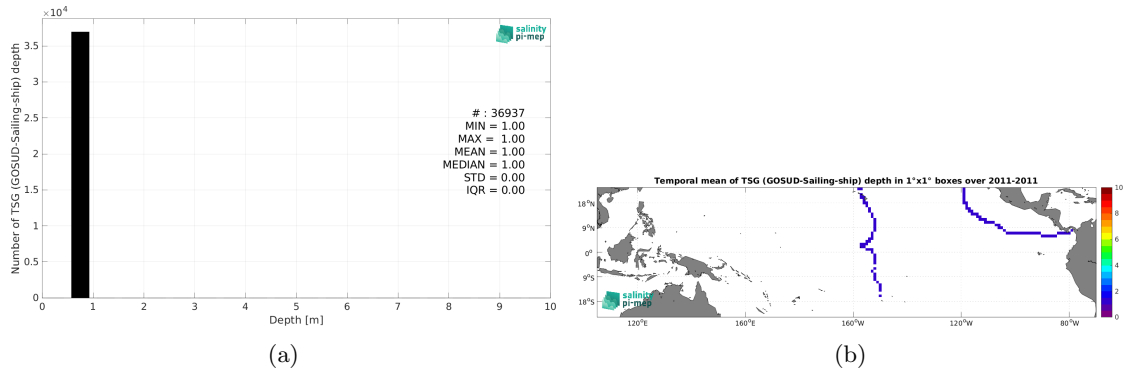 ×10⁴
3.5
3
2.5
2
1.5
1
0.5
0
Number of TSG (GOSUD-Sailing-ship) depth
salinity
pi-mep
# : 36937
MIN = 1.00
MAX = 1.00
MEAN = 1.00
MEDIAN = 1.00
STD = 0.00
IQR = 0.00
0 1 2 3 4 5 6 7 8 9 10
Depth [m]
(a)
Temporal mean of TSG (GOSUD-Sailing-ship) depth in 1°x1° boxes over 2011-2011
18°N
9°N
0°
9°S
18°S
salinity
pi-mep
120°E 160°E 160°W 120°W 80°W
10
8
6
4
2
0
(b)